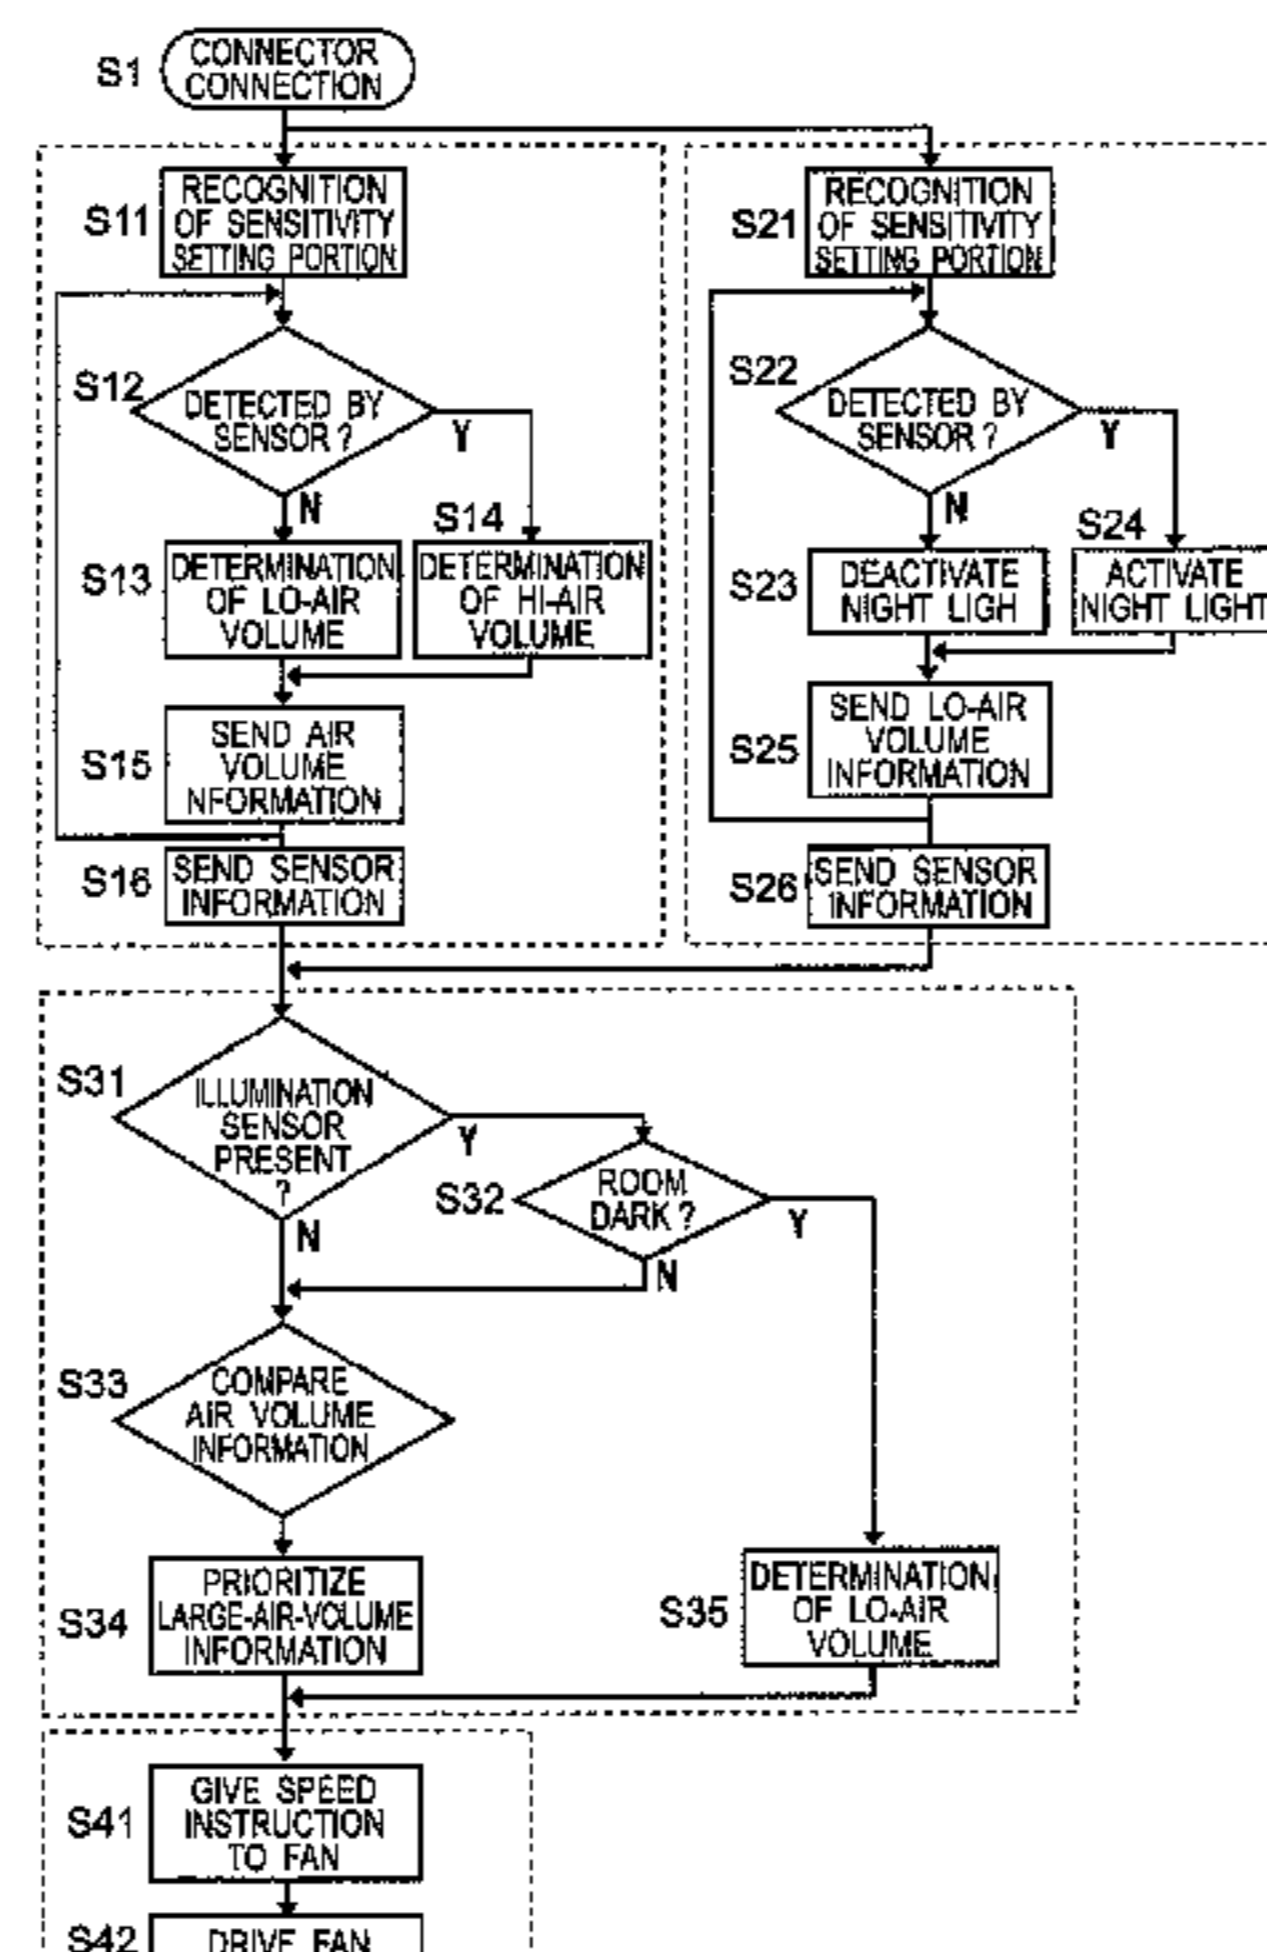 S1
CONNECTOR
CONNECTION
S11
RECOGNITION
OF SENSITIVITY
SETTING PORTION
S12
DETECTED BY
SENSOR ?
Y
N
S13
DETERMINATION
OF LO-AIR
VOLUME
S14
DETERMINATION
OF HI-AIR
VOLUME
S15
SEND AIR
VOLUME
NFORMATION
S16
SEND SENSOR
INFORMATION
S21
RECOGNITION
OF SENSITIVITY
SETTING PORTION
S22
DETECTED BY
SENSOR ?
Y
N
S23
DEACTIVATE
NIGHT LIGH
S24
ACTIVATE
NIGHT LIGHT
S25
SEND LO-AIR
VOLUME
INFORMATION
S26
SEND SENSOR
INFORMATION
S31
ILLUMINATION
SENSOR
PRESENT
?
Y
N
S32
ROOM
DARK ?
Y
N
S33
COMPARE
AIR VOLUME
INFORMATION
S34
PRIORITIZE
LARGE-AIR-VOLUME
INFORMATION
S35
DETERMINATION
OF LO-AIR
VOLUME
S41
GIVE SPEED
INSTRUCTION
TO FAN
S42
DRIVE FAN